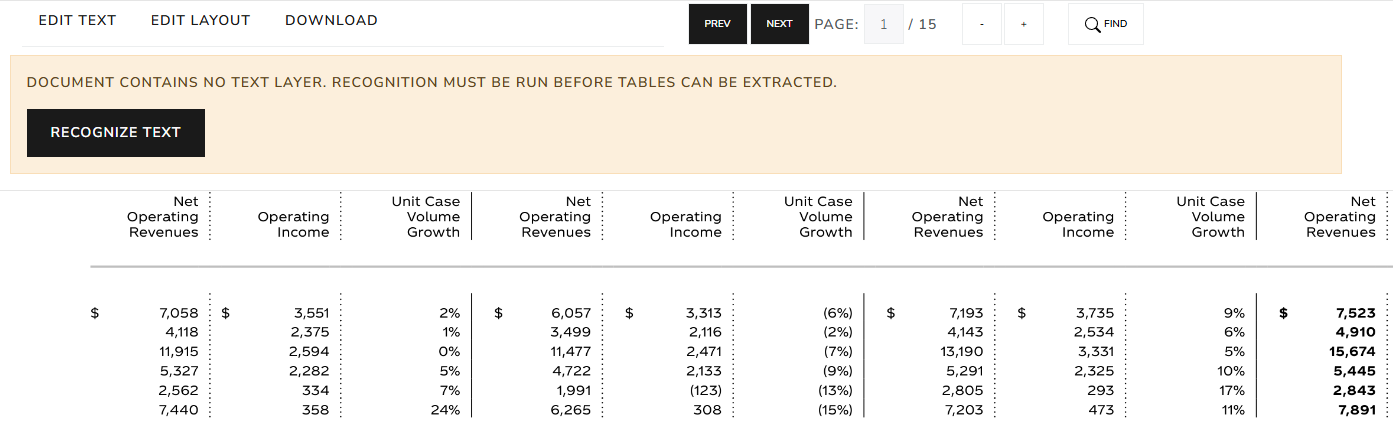 EDIT TEXT EDIT LAYOUT DOWNLOAD PREV NEXT PAGE: 1 / 15 - + FIND
DOCUMENT CONTAINS NO TEXT LAYER. RECOGNITION MUST BE RUN BEFORE TABLES CAN BE EXTRACTED.
RECOGNIZE TEXT
Net Unit Case Net Unit Case Net Unit Case Net
Operating Operating Volume Operating Operating Volume Operating Operating Volume Operating
Revenues Income Growth Revenues Income Growth Revenues Income Growth Revenues
$ 7,058 $ 3,551 2% $ 6,057 $ 3,313 (6%) $ 7,193 $ 3,735 9% $ 7,523
4,118 2,375 1% 3,499 2,116 (2%) 4,143 2,534 6% 4,910
11,915 2,594 0% 11,477 2,471 (7%) 13,190 3,331 5% 15,674
5,327 2,282 5% 4,722 2,133 (9%) 5,291 2,325 10% 5,445
2,562 334 7% 1,991 (123) (13%) 2,805 293 17% 2,843
7,440 358 24% 6,265 308 (15%) 7,203 473 11% 7,891